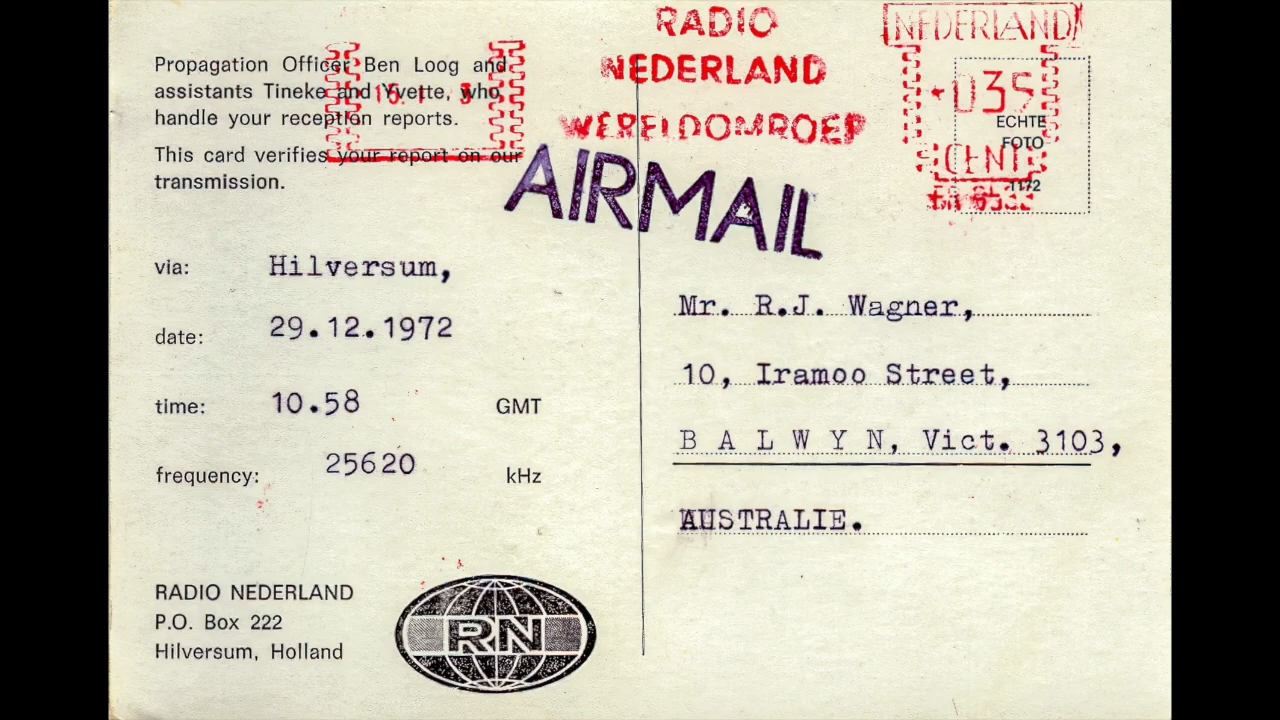 Propagation Officer Ben Loog and
assistants Tineke and Yvette, who
handle your reception reports.
This card verifies your report on our
transmission.
via: Hilversum,
date: 29.12.1972
time: 10.58 GMT
frequency: 25620 kHz
RADIO NEDERLAND
P.O. Box 222
Hilversum, Holland
RN
RADIO
NEDERLAND
WERELDOMROEP
AIRMAIL
NEDERLAND
035
CENT
ECHTE
FOTO
1172
Mr. R.J. Wagner,
10, Iramoo Street,
B A L W Y N, Vict. 3103,
AUSTRALIE.